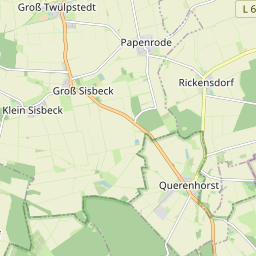 Groß Twülpstedt
L 6
Papenrode
Rickensdorf
Groß Sisbeck
Klein Sisbeck
Querenhorst